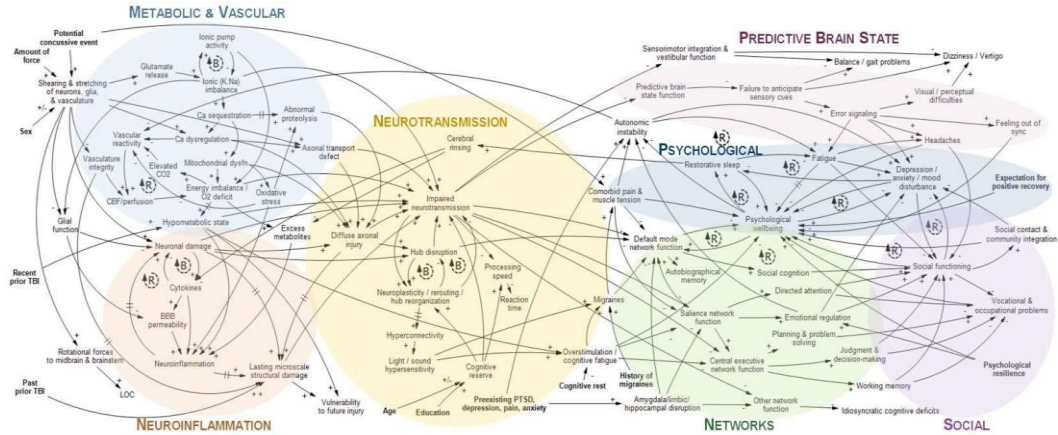 METABOLIC & VASCULAR
Potential
concussive event
Amount of
force
Shearing & stretching
of neurons, glia,
& vasculature
+/-
Sex
Glutamate
release
Ionic pump
activity
B
Ionic (K,Na)
imbalance
Ca sequestration
Abnormal
proteolysis
Vascular
reactivity
Ca dysregulation
Axonal transport
defect
Vasculature
integrity
Mitochondrial dysfn
Elevated
CO2
R
Energy imbalance /
O2 deficit
R
Oxidative
stress
CBF/perfusion
Hypometabolic state
Glial
function
Excess
metabolites
Neuronal damage
R
B
Recent
prior TBI
Cytokines
BBB
permeability
Neuroinflammation
Rotational forces
to midbrain & brainstem
Lasting microscale
structural damage
Past
prior TBI
LOC
Vulnerability
to future injury
NEUROINFLAMMATION
NEUROTRANSMISSION
Cerebral
rinsing
Impaired
neurotransmission
Diffuse axonal
injury
Hub disruption
R
B
Processing
speed
Neuroplasticity / rerouting /
hub reorganization
Reaction
time
Hyperconnectivity
Light / sound
hypersensitivity
Cognitive
reserve
Age
Education
Preexisting PTSD,
depression, pain, anxiety
PREDICTIVE BRAIN STATE
Sensorimotor integration &
vestibular function
Dizziness / Vertigo
Balance / gait problems
Predictive brain
state function
Failure to anticipate
sensory cues
Visual / perceptual
difficulties
Error signaling
Feeling out of
sync
Autonomic
instability
Headaches
PSYCHOLOGICAL
R
Restorative sleep
R
Fatigue
R
Depression /
anxiety / mood
disturbance
Expectation for
positive recovery
Comorbid pain &
muscle tension
R
R
R
Psychological
wellbeing
Default mode
network function
R
R
R
Social contact &
community integration
Autobiographical
memory
Social cognition
Social functioning
Directed attention
Migraines
Salience network
function
Emotional regulation
Vocational &
occupational problems
Planning & problem
solving
Overstimulation /
cognitive fatigue
Central executive
network function
Judgment &
decision-making
Psychological
resilience
Cognitive rest
History of
migraines
Working memory
Amygdala/limbic/
hippocampal disruption
Other network
function
Idiosyncratic cognitive deficits
NETWORKS
SOCIAL